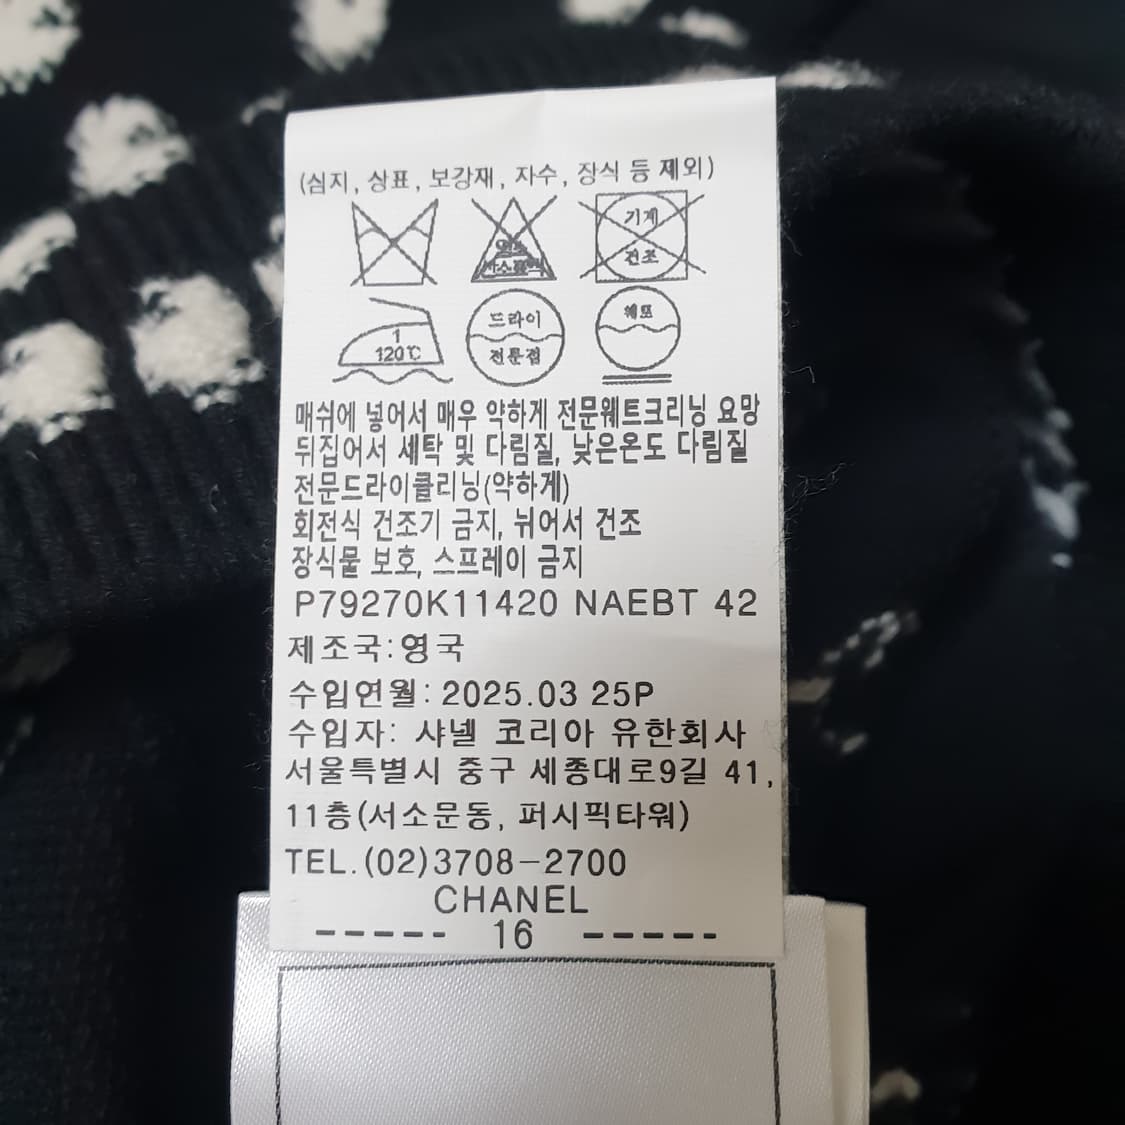 (심지, 상표, 보강재, 자수, 장식 등 제외)
기계
건조
1
120℃
드라이
전문점
웨트
매쉬에 넣어서 매우 약하게 전문웨트크리닝 요망
뒤집어서 세탁 및 다림질, 낮은온도 다림질
전문드라이클리닝(약하게)
회전식 건조기 금지, 뉘어서 건조
장식물 보호, 스프레이 금지
P79270K11420 NAEBT 42
제조국:영국
수입연월: 2025.03 25P
수입자: 샤넬 코리아 유한회사
서울특별시 중구 세종대로9길 41,
11층(서소문동, 퍼시픽타워)
TEL.(02)3708-2700
CHANEL
----- 16 -----